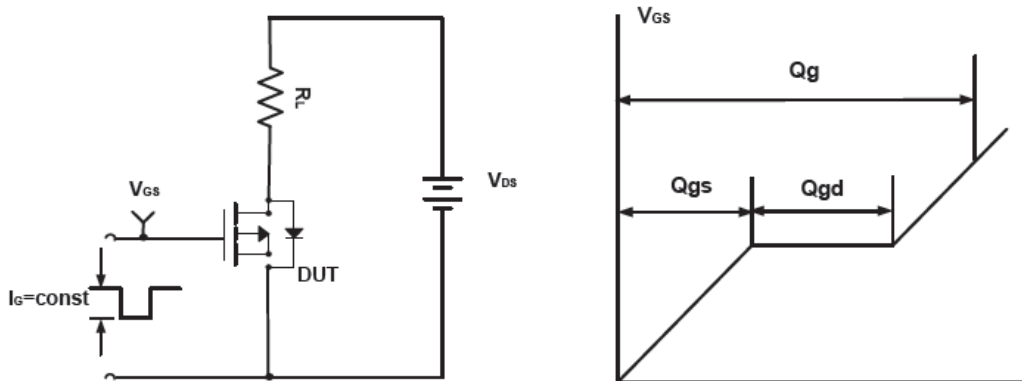 RL
VGS
VDS
DUT
IG=const
VGS
Qg
Qgs
Qgd